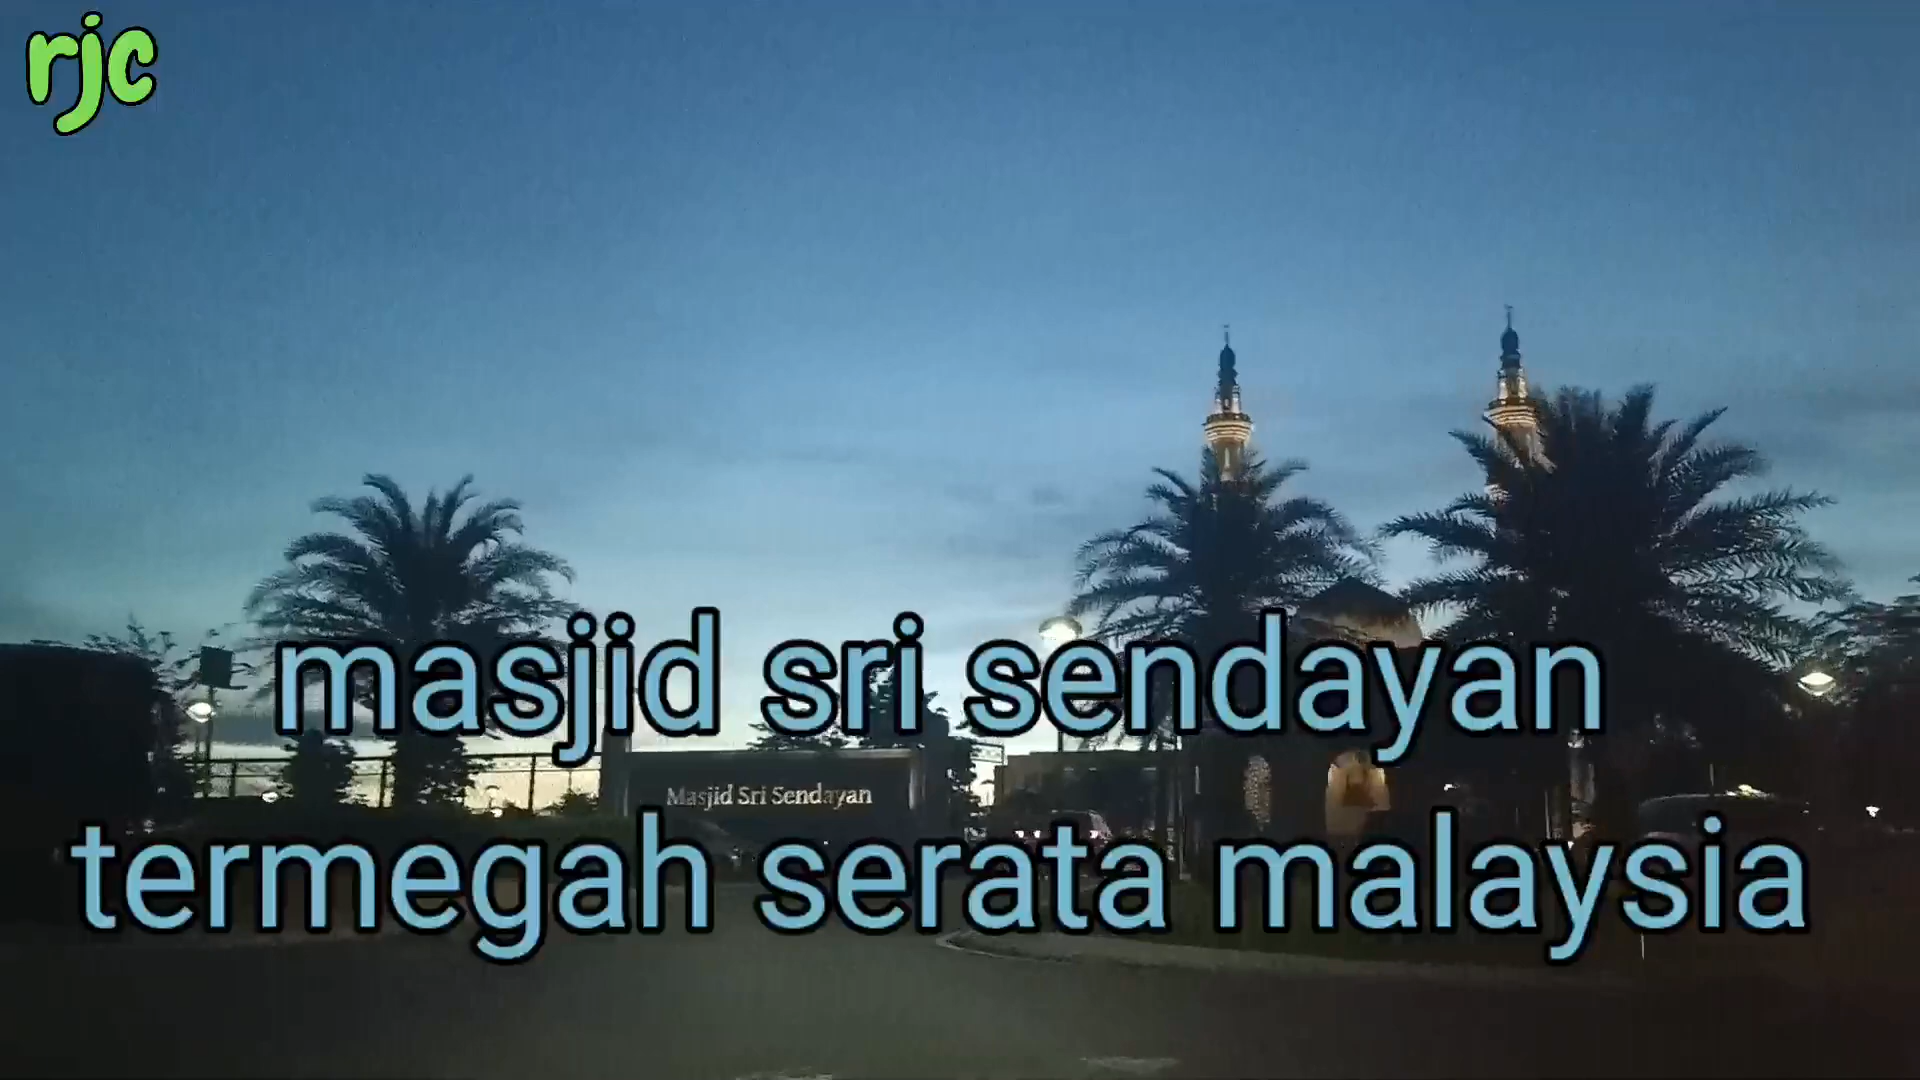 rjc
masjid sri sendayan
Masjid Sri Sendayan
termegah serata malaysia